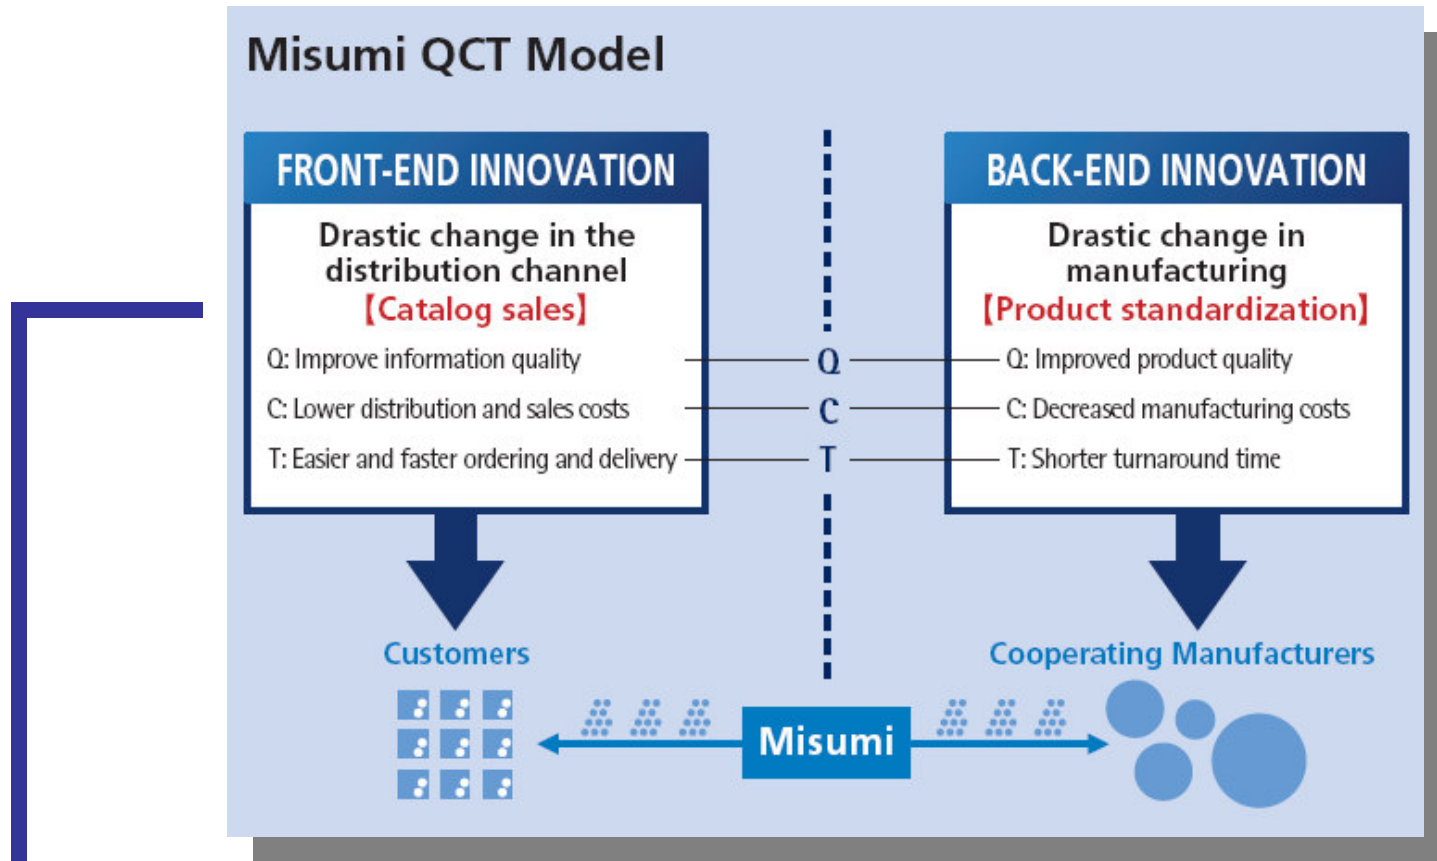 Misumi QCT Model
FRONT-END INNOVATION
Drastic change in the
distribution channel
【Catalog sales】
Q: Improve information quality
C: Lower distribution and sales costs
T: Easier and faster ordering and delivery
Q
C
T
BACK-END INNOVATION
Drastic change in
manufacturing
【Product standardization】
Q: Improved product quality
C: Decreased manufacturing costs
T: Shorter turnaround time
Customers
Cooperating Manufacturers
Misumi